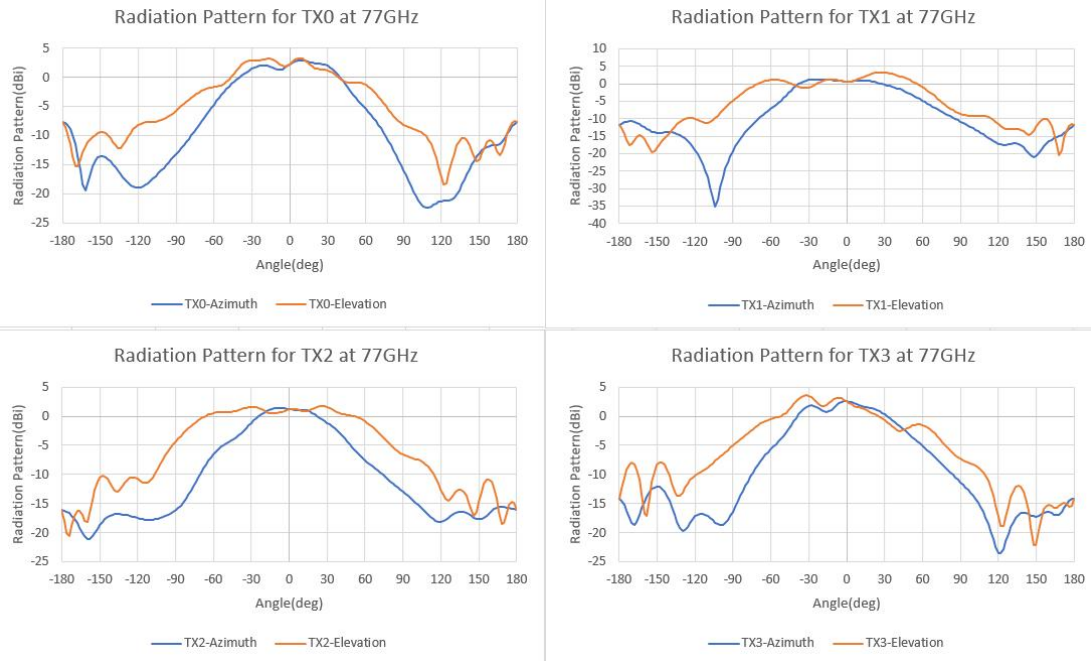 Radiation Pattern for TX0 at 77GHz
Radiation Pattern(dBi)
5
0
-5
-10
-15
-20
-25
-180 -150 -120 -90 -60 -30 0 30 60 90 120 150 180
Angle(deg)
TX0-Azimuth TX0-Elevation
Radiation Pattern for TX1 at 77GHz
Radiation Pattern(dBi)
10
5
0
-5
-10
-15
-20
-25
-30
-35
-40
-180 -150 -120 -90 -60 -30 0 30 60 90 120 150 180
Angle(deg)
TX1-Azimuth TX1-Elevation
Radiation Pattern for TX2 at 77GHz
Radiation Pattern(dBi)
5
0
-5
-10
-15
-20
-25
-180 -150 -120 -90 -60 -30 0 30 60 90 120 150 180
Angle(deg)
TX2-Azimuth TX2-Elevation
Radiation Pattern for TX3 at 77GHz
Radiation Pattern(dBi)
5
0
-5
-10
-15
-20
-25
-180 -150 -120 -90 -60 -30 0 30 60 90 120 150 180
Angle(deg)
TX3-Azimuth TX3-Elevation